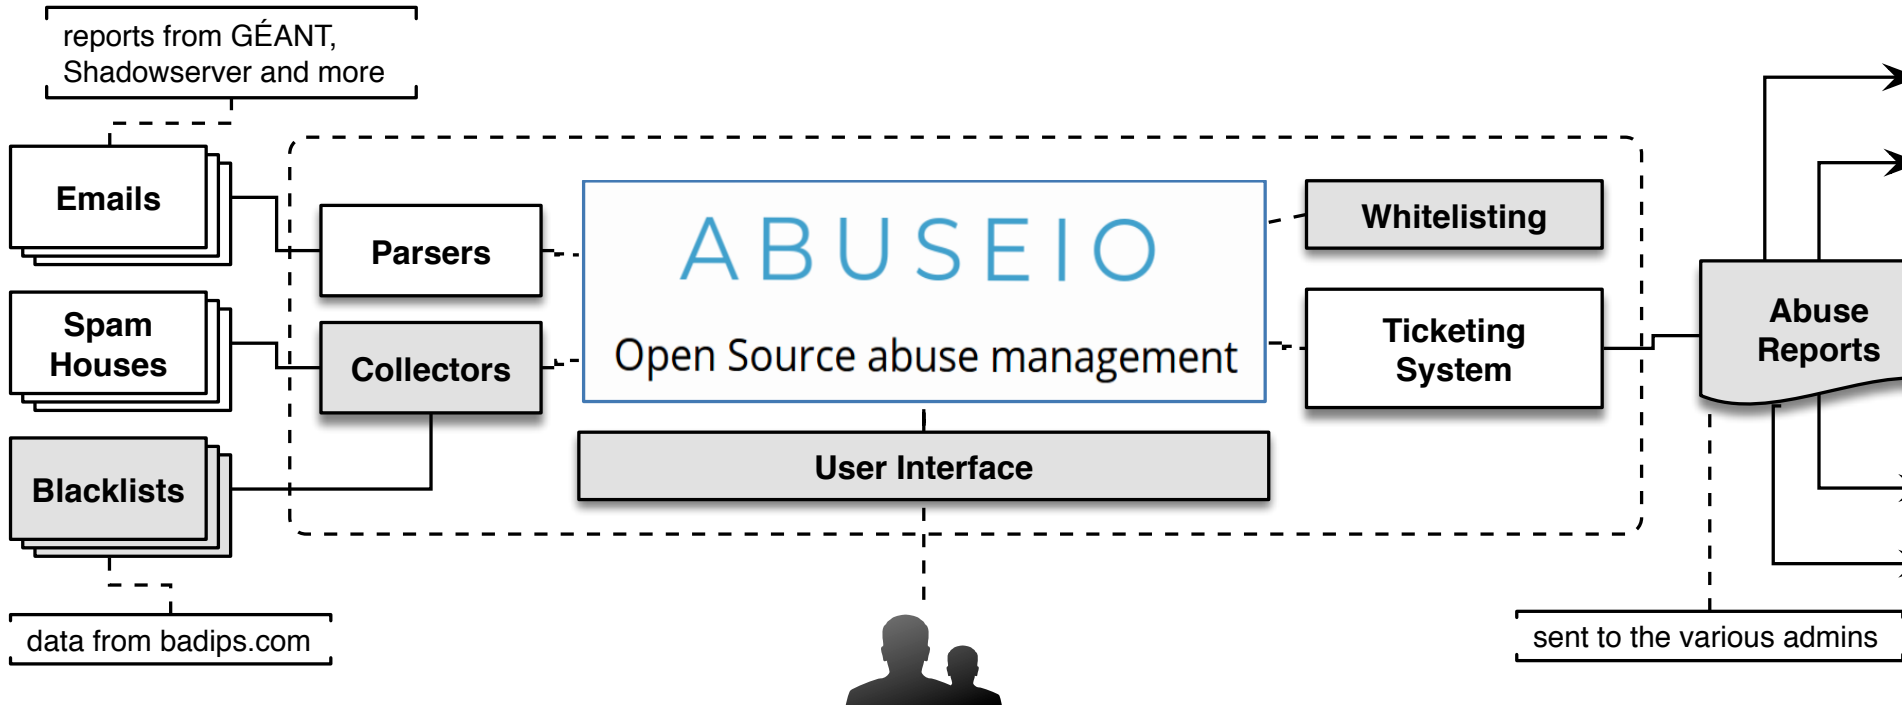 reports from GÉANT,
Shadowserver and more
Emails
Spam
Houses
Blacklists
data from badips.com
Parsers
Collectors
ABUSEIO
Open Source abuse management
User Interface
Whitelisting
Ticketing
System
Abuse
Reports
sent to the various admins